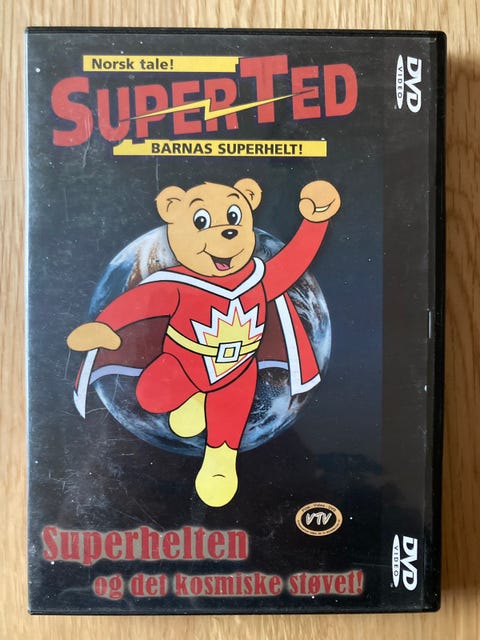 Norsk tale!
SUPERTED
BARNAS SUPERHELT!
DVD
VIDEO
VTV
Superhelten
og det kosmiske støvet!
DVD
VIDEO